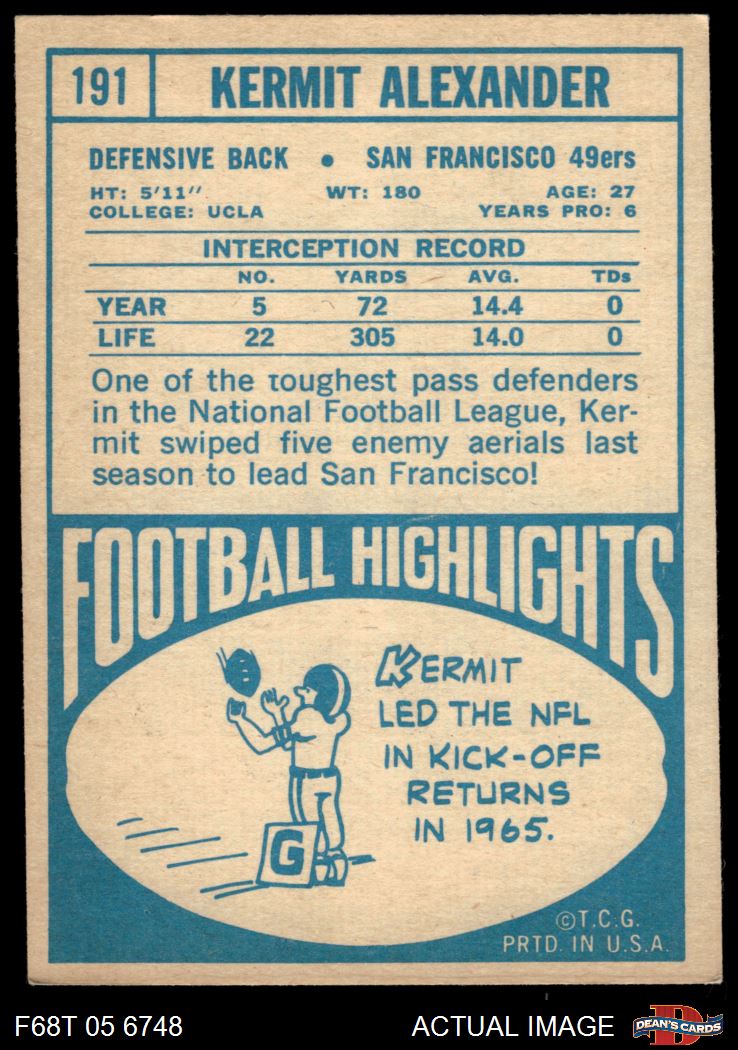 191 KERMIT ALEXANDER
DEFENSIVE BACK • SAN FRANCISCO 49ers
HT: 5'11" WT: 180 AGE: 27
COLLEGE: UCLA YEARS PRO: 6
INTERCEPTION RECORD
NO. YARDS AVG. TDs
YEAR 5 72 14.4 0
LIFE 22 305 14.0 0
One of the toughest pass defenders
in the National Football League, Ker-
mit swiped five enemy aerials last
season to lead San Francisco!
FOOTBALL HIGHLIGHTS
KERMIT
LED THE NFL
IN KICK-OFF
RETURNS
IN 1965.
G
©T.C.G.
PRTD. IN U.S.A.
F68T 05 6748 ACTUAL IMAGE D DEAN'S CARDS